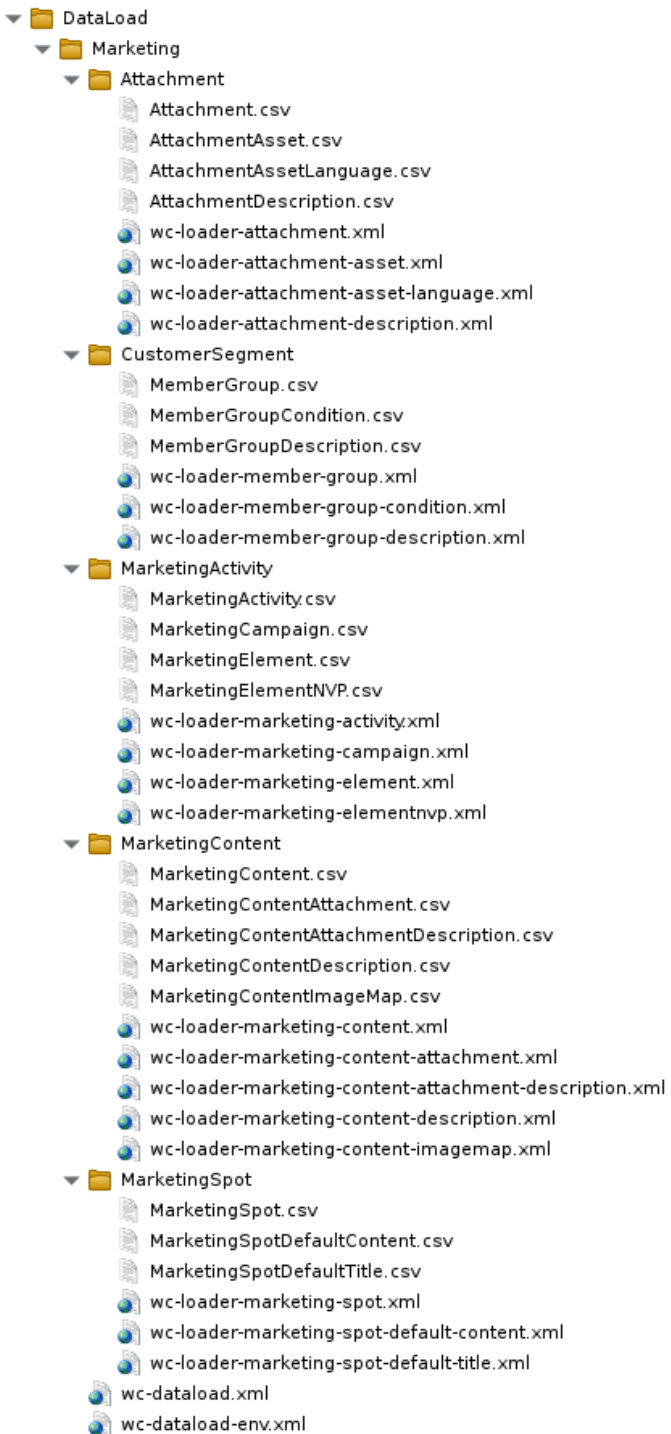 DataLoad
Marketing
Attachment
Attachment.csv
AttachmentAsset.csv
AttachmentAssetLanguage.csv
AttachmentDescription.csv
wc-loader-attachment.xml
wc-loader-attachment-asset.xml
wc-loader-attachment-asset-language.xml
wc-loader-attachment-description.xml
CustomerSegment
MemberGroup.csv
MemberGroupCondition.csv
MemberGroupDescription.csv
wc-loader-member-group.xml
wc-loader-member-group-condition.xml
wc-loader-member-group-description.xml
MarketingActivity
MarketingActivity.csv
MarketingCampaign.csv
MarketingElement.csv
MarketingElementNVP.csv
wc-loader-marketing-activity.xml
wc-loader-marketing-campaign.xml
wc-loader-marketing-element.xml
wc-loader-marketing-elementnvp.xml
MarketingContent
MarketingContent.csv
MarketingContentAttachment.csv
MarketingContentAttachmentDescription.csv
MarketingContentDescription.csv
MarketingContentImageMap.csv
wc-loader-marketing-content.xml
wc-loader-marketing-content-attachment.xml
wc-loader-marketing-content-attachment-description.xml
wc-loader-marketing-content-description.xml
wc-loader-marketing-content-imagemap.xml
MarketingSpot
MarketingSpot.csv
MarketingSpotDefaultContent.csv
MarketingSpotDefaultTitle.csv
wc-loader-marketing-spot.xml
wc-loader-marketing-spot-default-content.xml
wc-loader-marketing-spot-default-title.xml
wc-dataload.xml
wc-dataload-env.xml